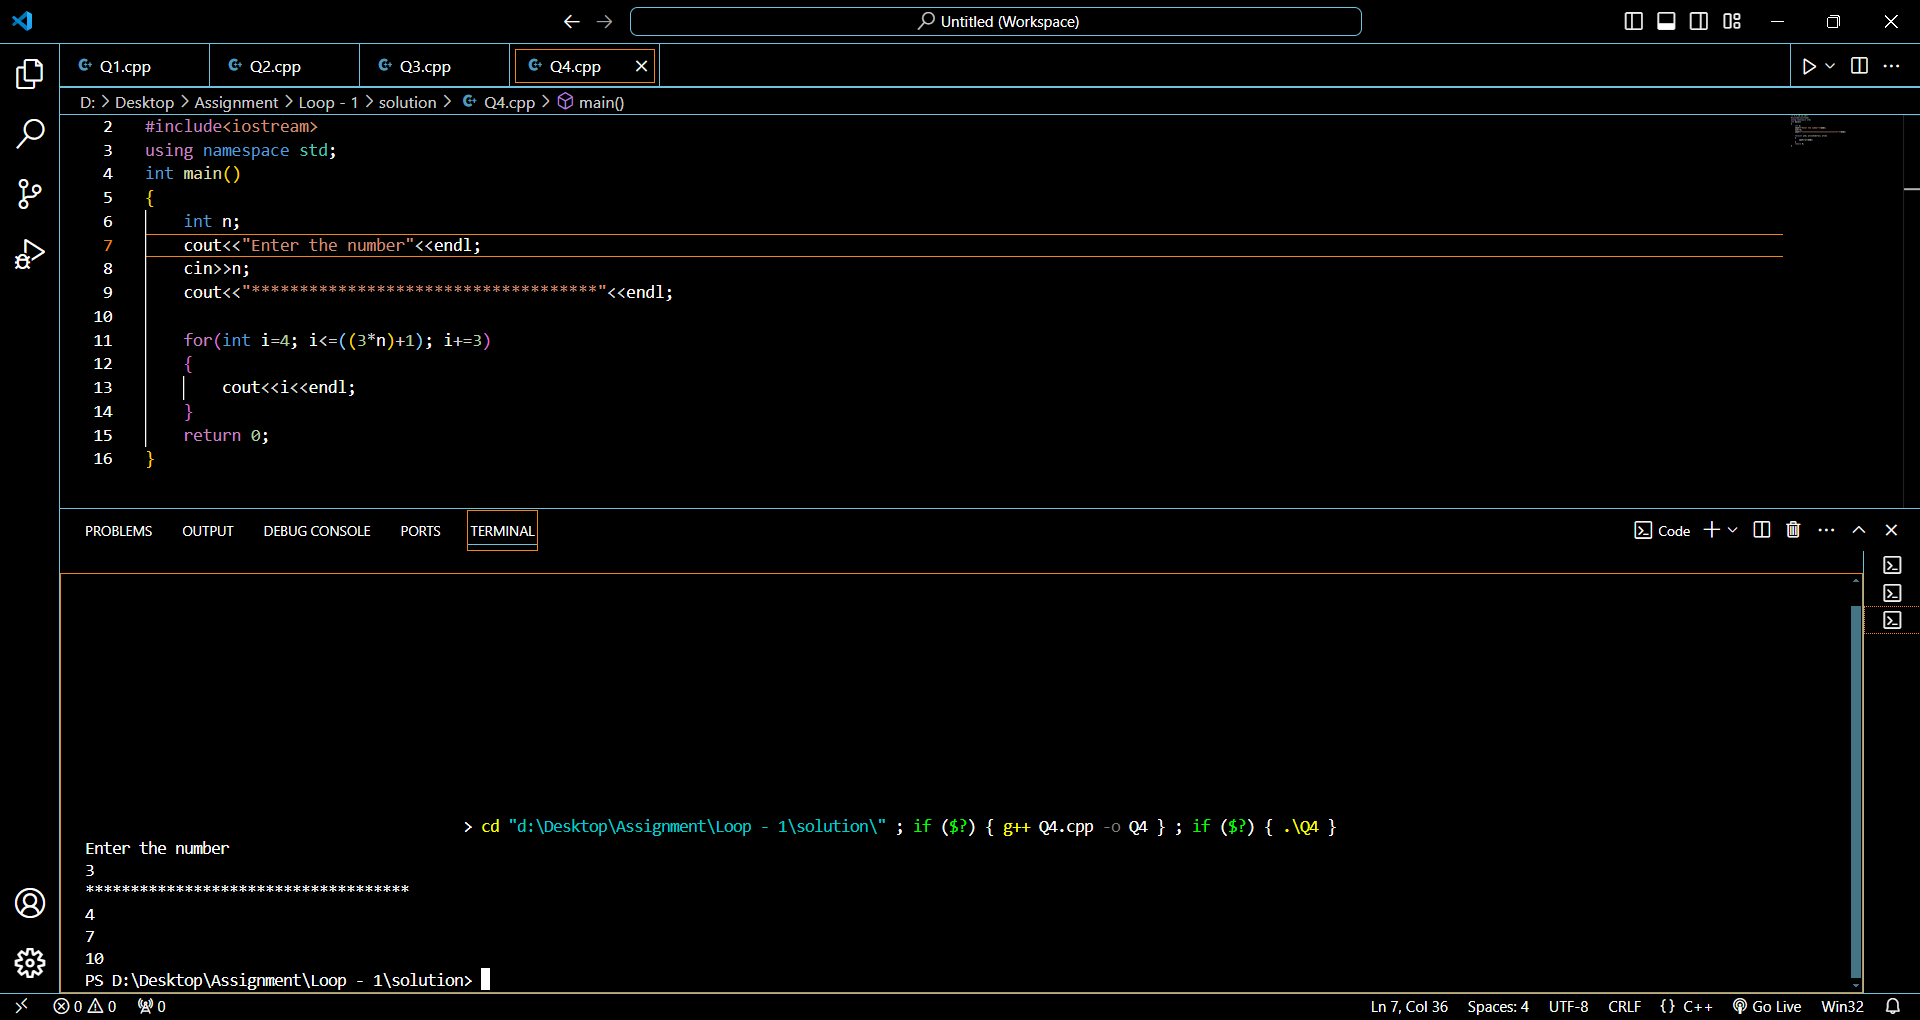 Untitled (Workspace)
Q1.cpp
Q2.cpp
Q3.cpp
Q4.cpp
D: > Desktop > Assignment > Loop - 1 > solution > Q4.cpp > main()
2 #include<iostream>
3 using namespace std;
4 int main()
5 {
6 int n;
7 cout<<"Enter the number"<<endl;
8 cin>>n;
9 cout<<"************************************"<<endl;
10
11 for(int i=4; i<=((3*n)+1); i+=3)
12 {
13 cout<<i<<endl;
14 }
15 return 0;
16 }
PROBLEMS OUTPUT DEBUG CONSOLE PORTS TERMINAL
Code
> cd "d:\Desktop\Assignment\Loop - 1\solution\" ; if ($?) { g++ Q4.cpp -o Q4 } ; if ($?) { .\Q4 }
Enter the number
3
************************************
4
7
10
PS D:\Desktop\Assignment\Loop - 1\solution>
0 0 0 Ln 7, Col 36 Spaces: 4 UTF-8 CRLF {} C++ Go Live Win32